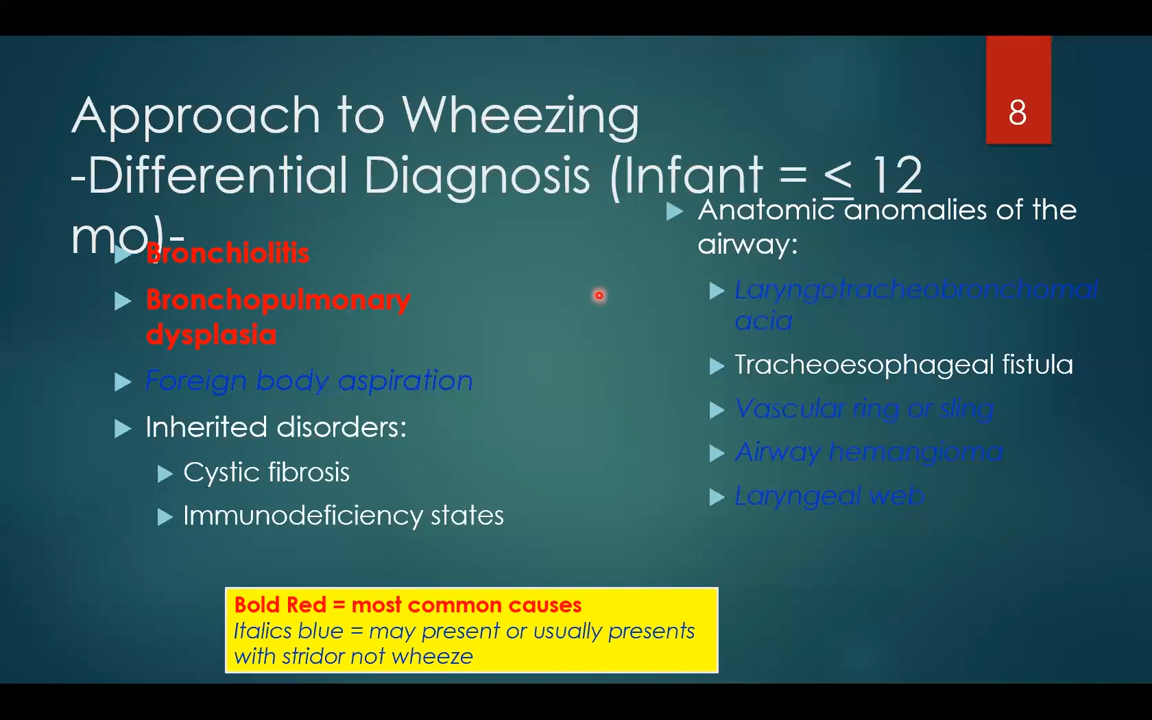 8
Approach to Wheezing
-Differential Diagnosis (Infant = < 12
mo)-
Bronchiolitis
Bronchopulmonary
dysplasia
Foreign body aspiration
Inherited disorders:
Cystic fibrosis
Immunodeficiency states
Anatomic anomalies of the
airway:
Laryngotracheobronchomal
acia
Tracheoesophageal fistula
Vascular ring or sling
Airway hemangioma
Laryngeal web
Bold Red = most common causes
Italics blue = may present or usually presents
with stridor not wheeze